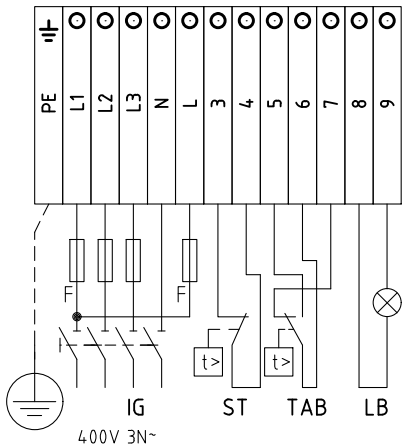 PE L1 L2 L3 N L 3 4 5 6 7 8 9
F F
t> t>
IG ST TAB LB
400V 3N~